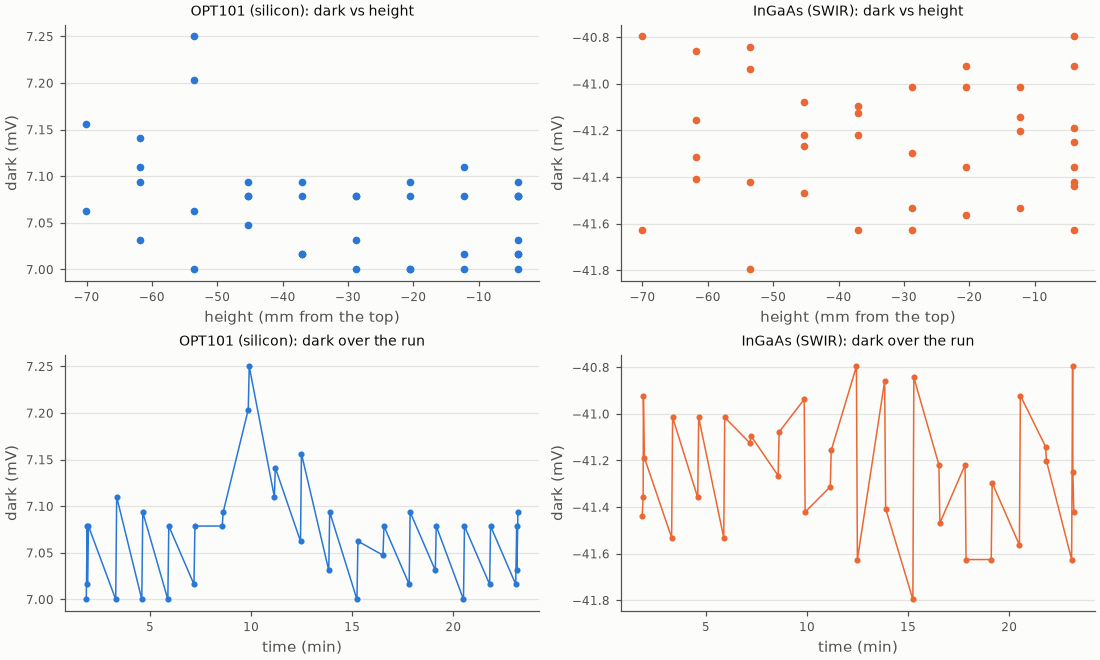 OPT101 (silicon): dark vs height
dark (mV)
7.25
7.20
7.15
7.10
7.05
7.00
−70 −60 −50 −40 −30 −20 −10
height (mm from the top)
InGaAs (SWIR): dark vs height
dark (mV)
−40.8
−41.0
−41.2
−41.4
−41.6
−41.8
−70 −60 −50 −40 −30 −20 −10
height (mm from the top)
OPT101 (silicon): dark over the run
dark (mV)
7.25
7.20
7.15
7.10
7.05
7.00
5 10 15 20
time (min)
InGaAs (SWIR): dark over the run
dark (mV)
−40.8
−41.0
−41.2
−41.4
−41.6
−41.8
5 10 15 20
time (min)